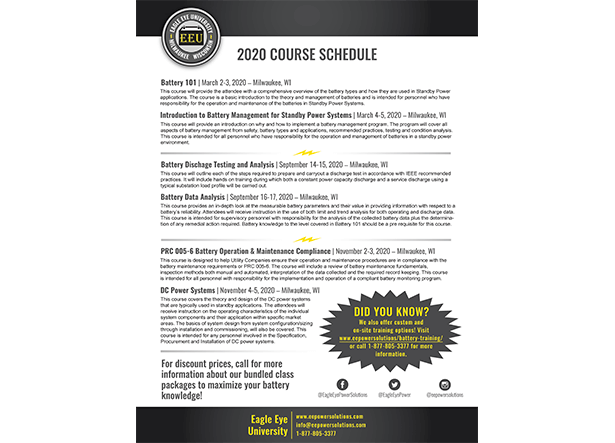 EAGLE EYE UNIVERSITY
EEU
MILWAUKEE WISCONSIN
2020 COURSE SCHEDULE
Battery 101 | March 2-3, 2020 – Milwaukee, WI
This course will provide the attendee with a comprehensive overview of the battery types and how they are used in Standby Power
applications. The course is a basic introduction to the theory and management of batteries and is intended for personnel who have
responsibility for the operation and maintenance of the batteries in Standby Power Systems.
Introduction to Battery Management for Standby Power Systems | March 4-5, 2020 – Milwaukee, WI
This course will provide an introduction on why and how to implement a battery management program. The program will cover all
aspects of battery management from safety, battery types and applications, recommended practices, testing and condition analysis.
This course is intended for all personnel who have responsibility for the operation and management of batteries in a standby power
environment.
Battery Dischage Testing and Analysis | September 14-15, 2020 – Milwaukee, WI
This course will outline each of the steps required to prepare and carryout a discharge test in accordance with IEEE recommended
practices. It will include hands on training during which both a constant power capacity discharge and a service discharge using a
typical substation load profile will be carried out.
Battery Data Analysis | September 16-17, 2020 – Milwaukee, WI
This course provides an in-depth look at the measurable battery parameters and their value in providing information with respect to a
battery's reliability. Attendees will receive instruction in the use of both limit and trend analysis for both operating and discharge data.
This course is intended for supervisory personnel with responsibility for the analysis of the collected battery data plus the determina-
tion of any remedial action required. Battery knowledge to the level covered in Battery 101 should be a pre requisite for this course.
PRC 005-6 Battery Operation & Maintenance Compliance | November 2-3, 2020 – Milwaukee, WI
This course is designed to help Utility Companies ensure their operation and maintenance procedures are in compliance with the
battery maintenance requirements or PRC 005-6. The course will include a review of battery maintenance fundamentals,
inspection methods both manual and automated, interpretation of the data collected and the required record keeping. This course
is intended for all personnel with responsibility for the implementation and operation of a compliant battery monitoring program.
DC Power Systems | November 4-5, 2020 – Milwaukee, WI
This course covers the theory and design of the DC power systems
that are typically used in standby applications. The attendees will
receive instruction on the operating characteristics of the individual
system components and their application within specific market
areas. The basics of system design from system configuration/sizing
through installation and commissioning, will also be covered. This
course is intended for any personnel involved in the Specification,
Procurement and Installation of DC power systems.
DID YOU KNOW?
We also offer custom and
on-site training options! Visit
www.eepowersolutions/battery-training/
or call 1-877-805-3377 for more
information.
For discount prices, call for more
information about our bundled class
packages to maximize your battery
knowledge!
@EagleEyePowerSolutions
@EagleEyePower
@eepowersolutions
Eagle Eye
University
www.eepowersolutions.com
info@eepowersolutions.com
1-877-805-3377